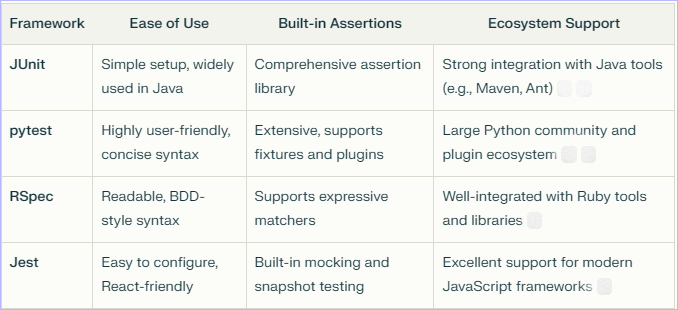 Framework Ease of Use Built-in Assertions Ecosystem Support
JUnit Simple setup, widely Comprehensive assertion Strong integration with Java tools
used in Java library (e.g., Maven, Ant)
pytest Highly user-friendly, Extensive, supports Large Python community and
concise syntax fixtures and plugins plugin ecosystem
RSpec Readable, BDD- Supports expressive Well-integrated with Ruby tools
style syntax matchers and libraries
Jest Easy to configure, Built-in mocking and Excellent support for modern
React-friendly snapshot testing JavaScript frameworks